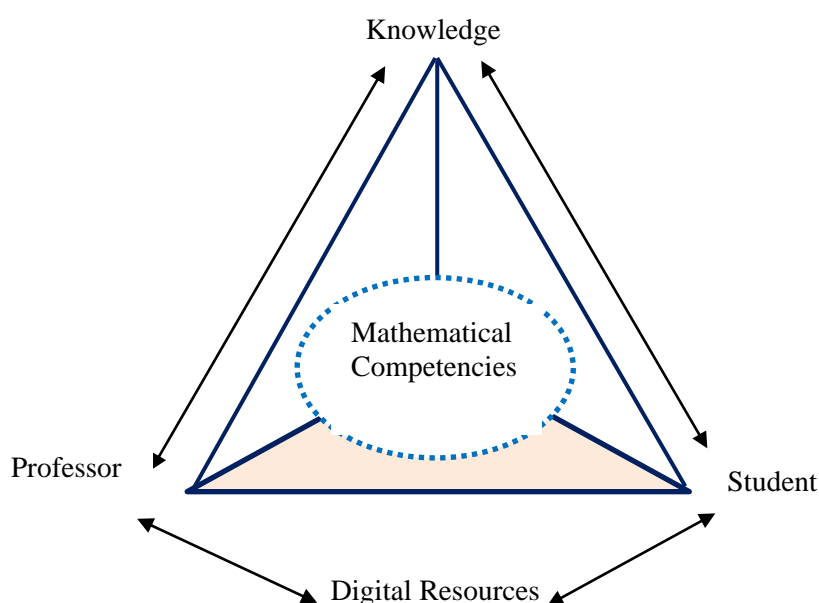 Knowledge
Mathematical
Competencies
Professor
Student
Digital Resources